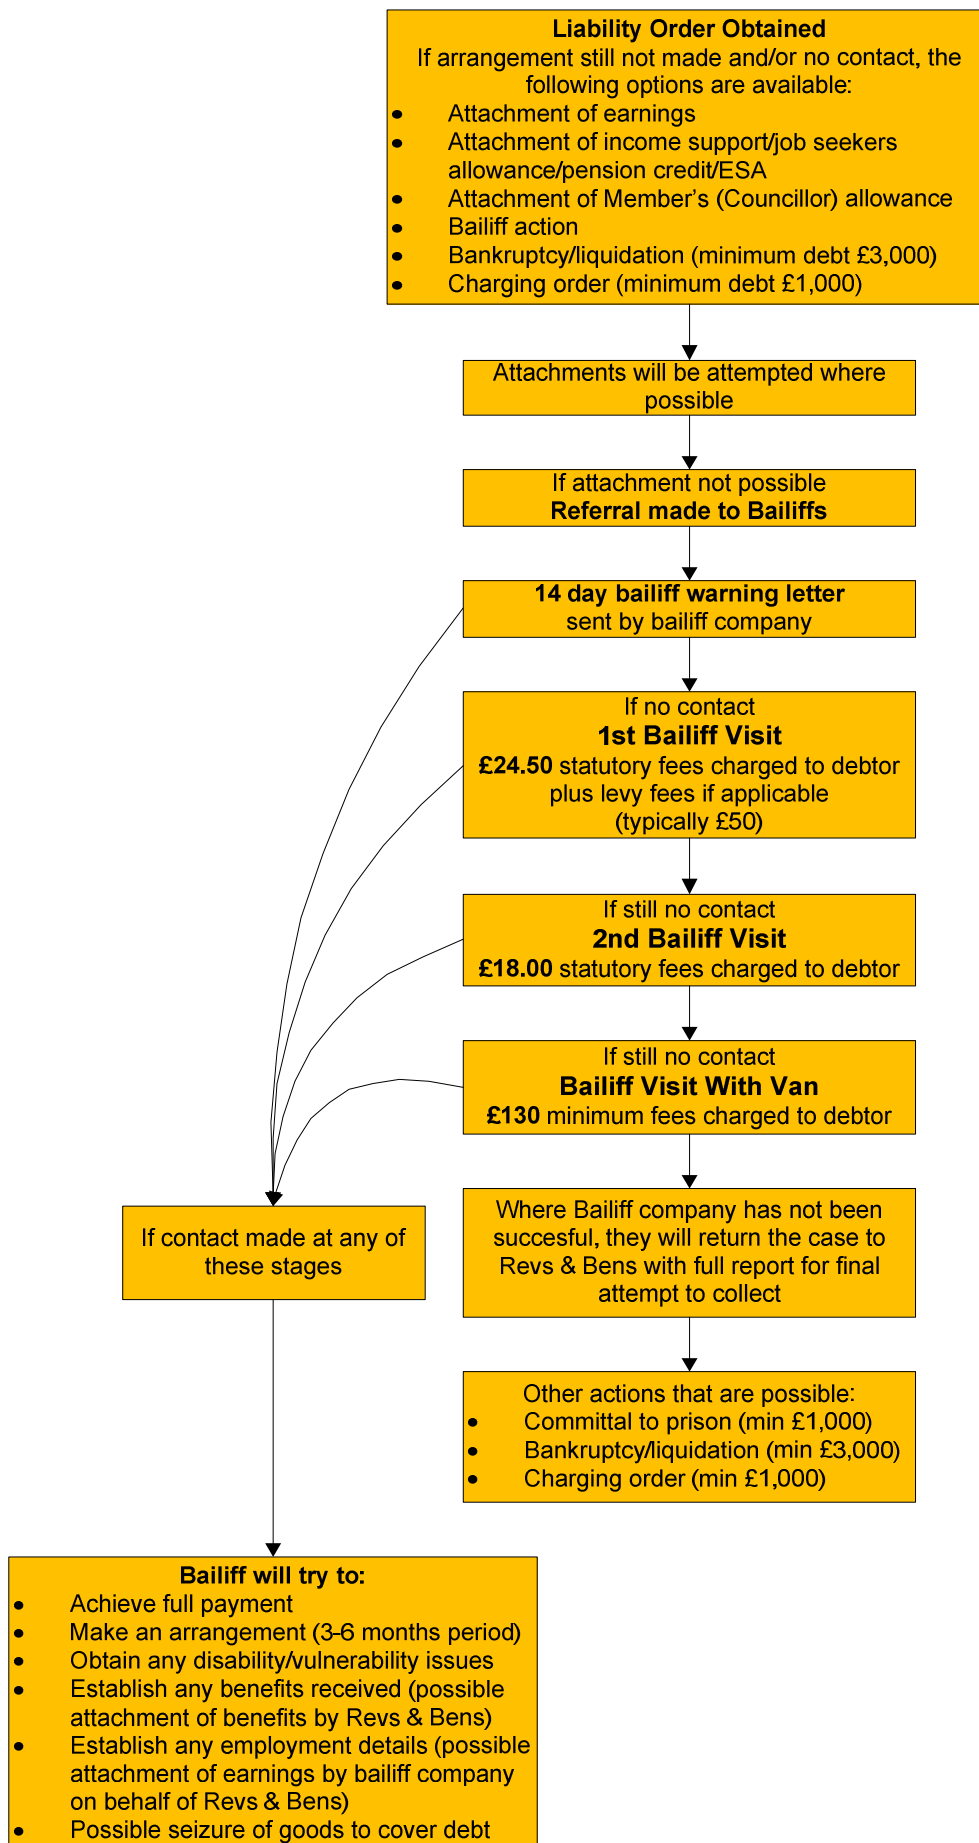 Liability Order Obtained
If arrangement still not made and/or no contact, the
following options are available:
• Attachment of earnings
• Attachment of income support/job seekers
allowance/pension credit/ESA
• Attachment of Member's (Councillor) allowance
• Bailiff action
• Bankruptcy/liquidation (minimum debt £3,000)
• Charging order (minimum debt £1,000)
Attachments will be attempted where
possible
If attachment not possible
Referral made to Bailiffs
14 day bailiff warning letter
sent by bailiff company
If no contact
1st Bailiff Visit
£24.50 statutory fees charged to debtor
plus levy fees if applicable
(typically £50)
If still no contact
2nd Bailiff Visit
£18.00 statutory fees charged to debtor
If still no contact
Bailiff Visit With Van
£130 minimum fees charged to debtor
Where Bailiff company has not been
succesful, they will return the case to
Revs & Bens with full report for final
attempt to collect
If contact made at any of
these stages
Other actions that are possible:
• Committal to prison (min £1,000)
• Bankruptcy/liquidation (min £3,000)
• Charging order (min £1,000)
Bailiff will try to:
• Achieve full payment
• Make an arrangement (3-6 months period)
• Obtain any disability/vulnerability issues
• Establish any benefits received (possible
attachment of benefits by Revs & Bens)
• Establish any employment details (possible
attachment of earnings by bailiff company
on behalf of Revs & Bens)
• Possible seizure of goods to cover debt